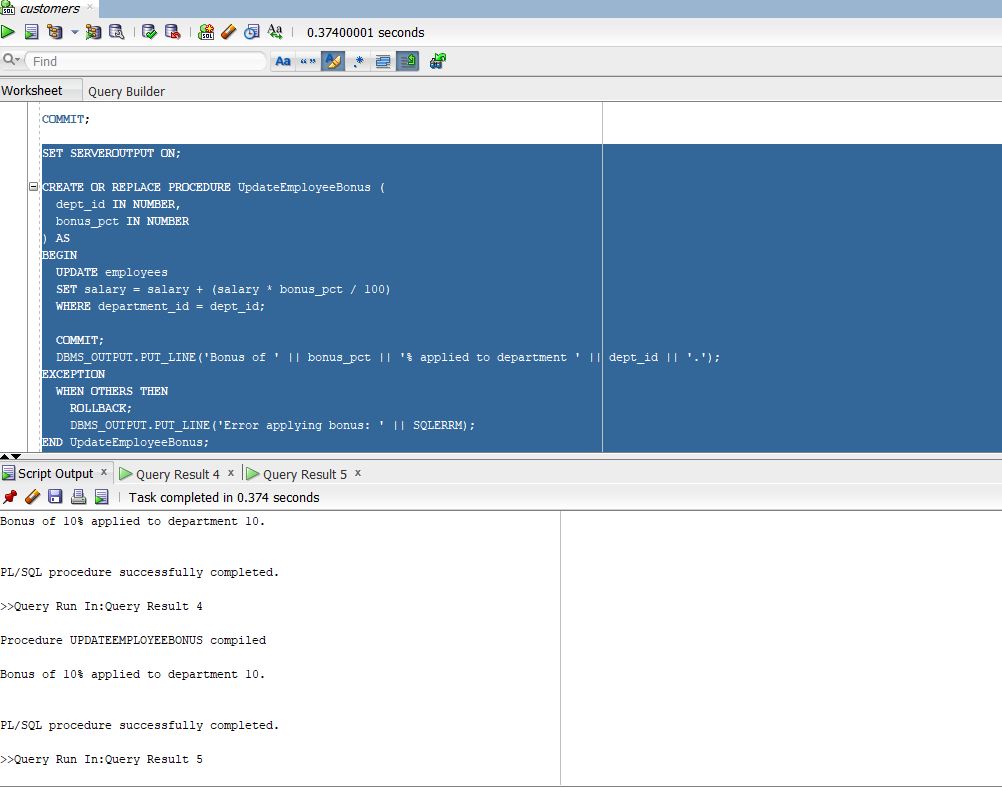 customers
0.37400001 seconds
Find
Aa “ ” .*
Worksheet Query Builder
COMMIT;
SET SERVEROUTPUT ON;
CREATE OR REPLACE PROCEDURE UpdateEmployeeBonus (
dept_id IN NUMBER,
bonus_pct IN NUMBER
) AS
BEGIN
UPDATE employees
SET salary = salary + (salary * bonus_pct / 100)
WHERE department_id = dept_id;
COMMIT;
DBMS_OUTPUT.PUT_LINE('Bonus of ' || bonus_pct || '% applied to department ' || dept_id || '.');
EXCEPTION
WHEN OTHERS THEN
ROLLBACK;
DBMS_OUTPUT.PUT_LINE('Error applying bonus: ' || SQLERRM);
END UpdateEmployeeBonus;
Script Output x Query Result 4 x Query Result 5 x
Task completed in 0.374 seconds
Bonus of 10% applied to department 10.
PL/SQL procedure successfully completed.
>>Query Run In:Query Result 4
Procedure UPDATEEMPLOYEEBONUS compiled
Bonus of 10% applied to department 10.
PL/SQL procedure successfully completed.
>>Query Run In:Query Result 5